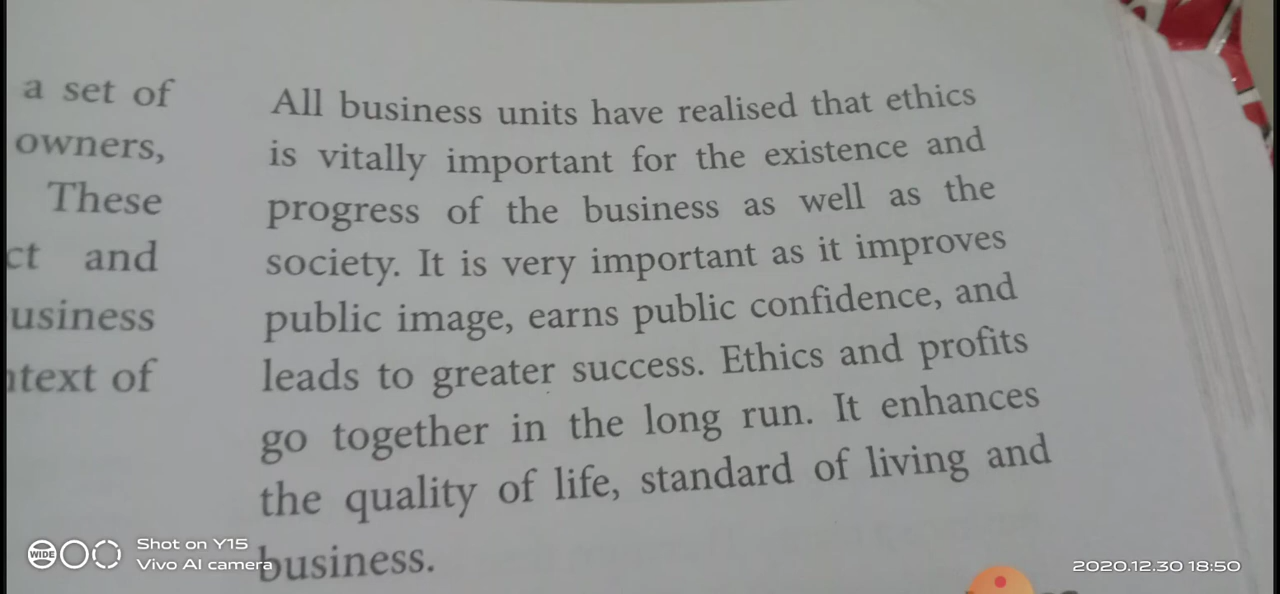 a set of
owners,
These
ct and
usiness
ntext of
All business units have realised that ethics
is vitally important for the existence and
progress of the business as well as the
society. It is very important as it improves
public image, earns public confidence, and
leads to greater success. Ethics and profits
go together in the long run. It enhances
the quality of life, standard of living and
business.
WIDE
Shot on Y15
Vivo AI camera
2020.12.30 18:50